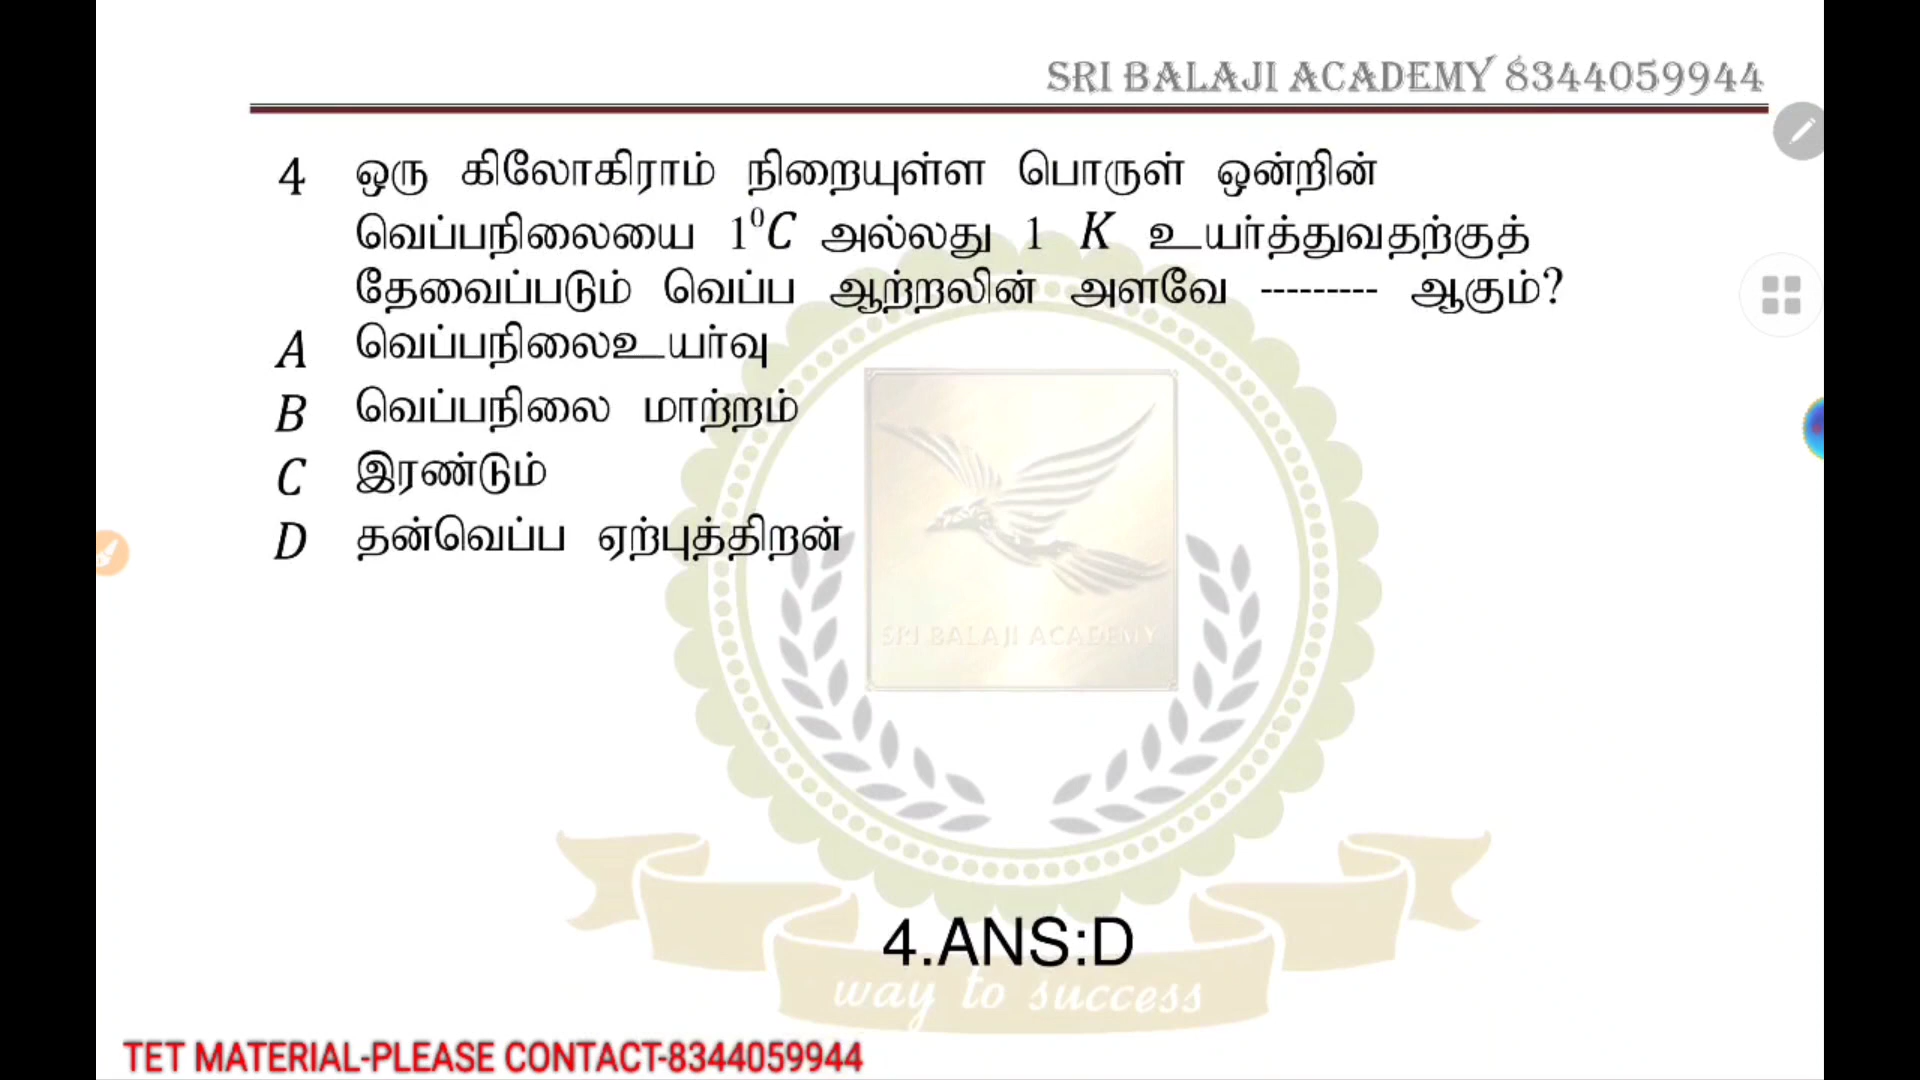 SRI BALAJI ACADEMY 8344059944
4 ஒரு கிலோகிராம் நிறையுள்ள பொருள் ஒன்றின்
வெப்பநிலையை 1⁰C அல்லது 1 K உயர்த்துவதற்குத்
தேவைப்படும் வெப்ப ஆற்றலின் அளவே --------- ஆகும்?
A வெப்பநிலைஉயர்வு
B வெப்பநிலை மாற்றம்
C இரண்டும்
D தன்வெப்ப ஏற்புத்திறன்
SRI BALAJI ACADEMY
4.ANS:D
way to success
TET MATERIAL-PLEASE CONTACT-8344059944